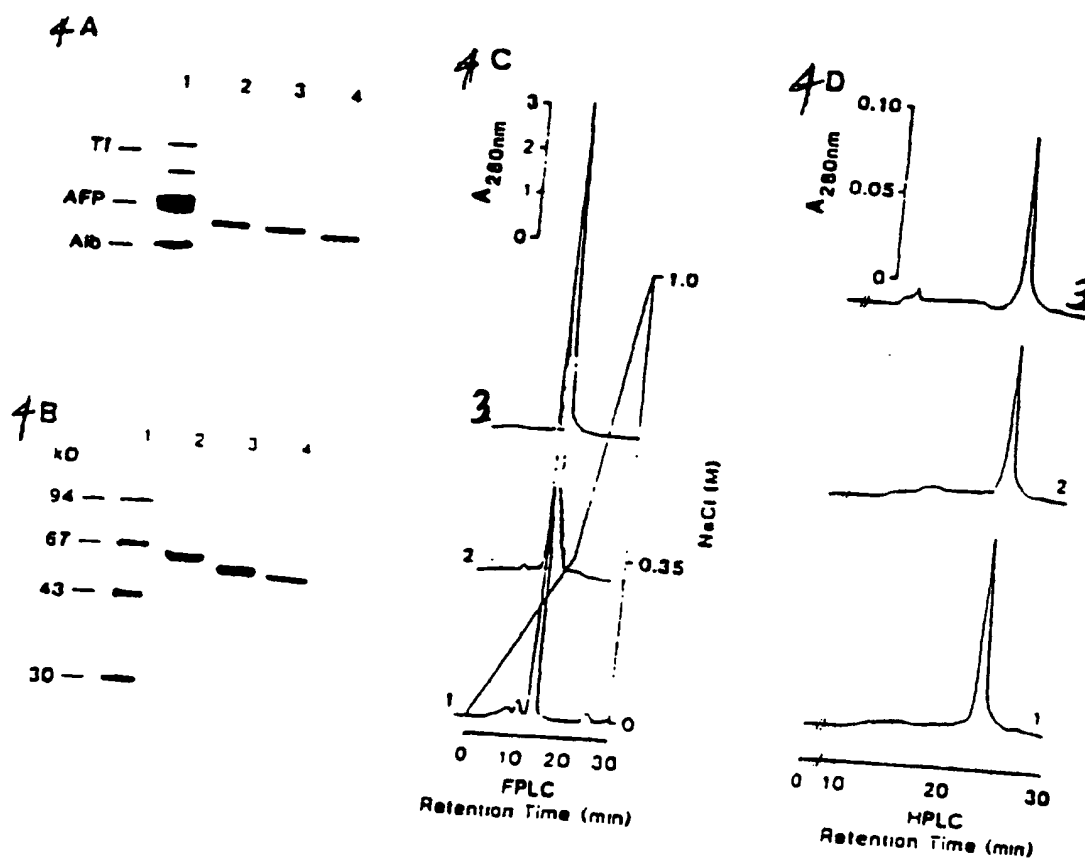 4A
1 2 3 4
Tf
AFP
Alb
4B
kD
1 2 3 4
94
67
43
30
4C
3
2
1
0
A280nm
1.0
3
2
0.35
NaCl (M)
1
0
0 10 20 30
FPLC
Retention Time (min)
4D
0.10
0.05
0
A280nm
3
2
1
0 10 20 30
HPLC
Retention Time (min)